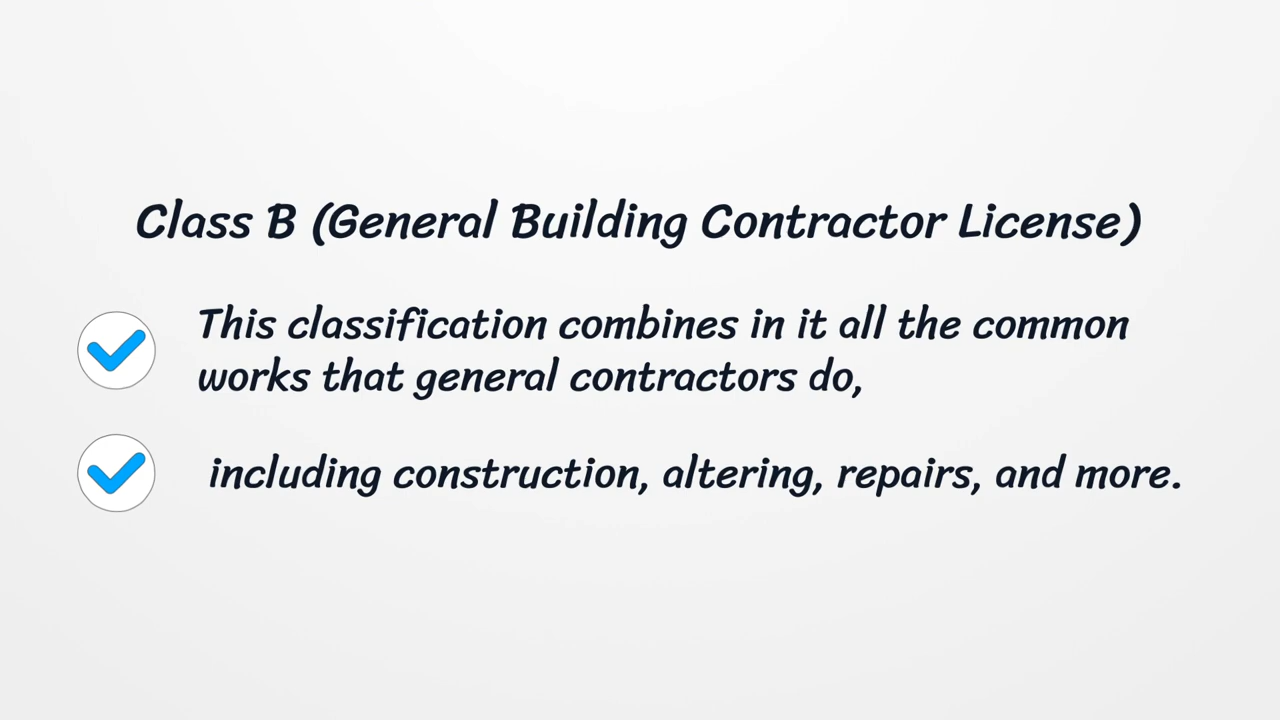 Class B (General Building Contractor License)
This classification combines in it all the common
works that general contractors do,
including construction, altering, repairs, and more.